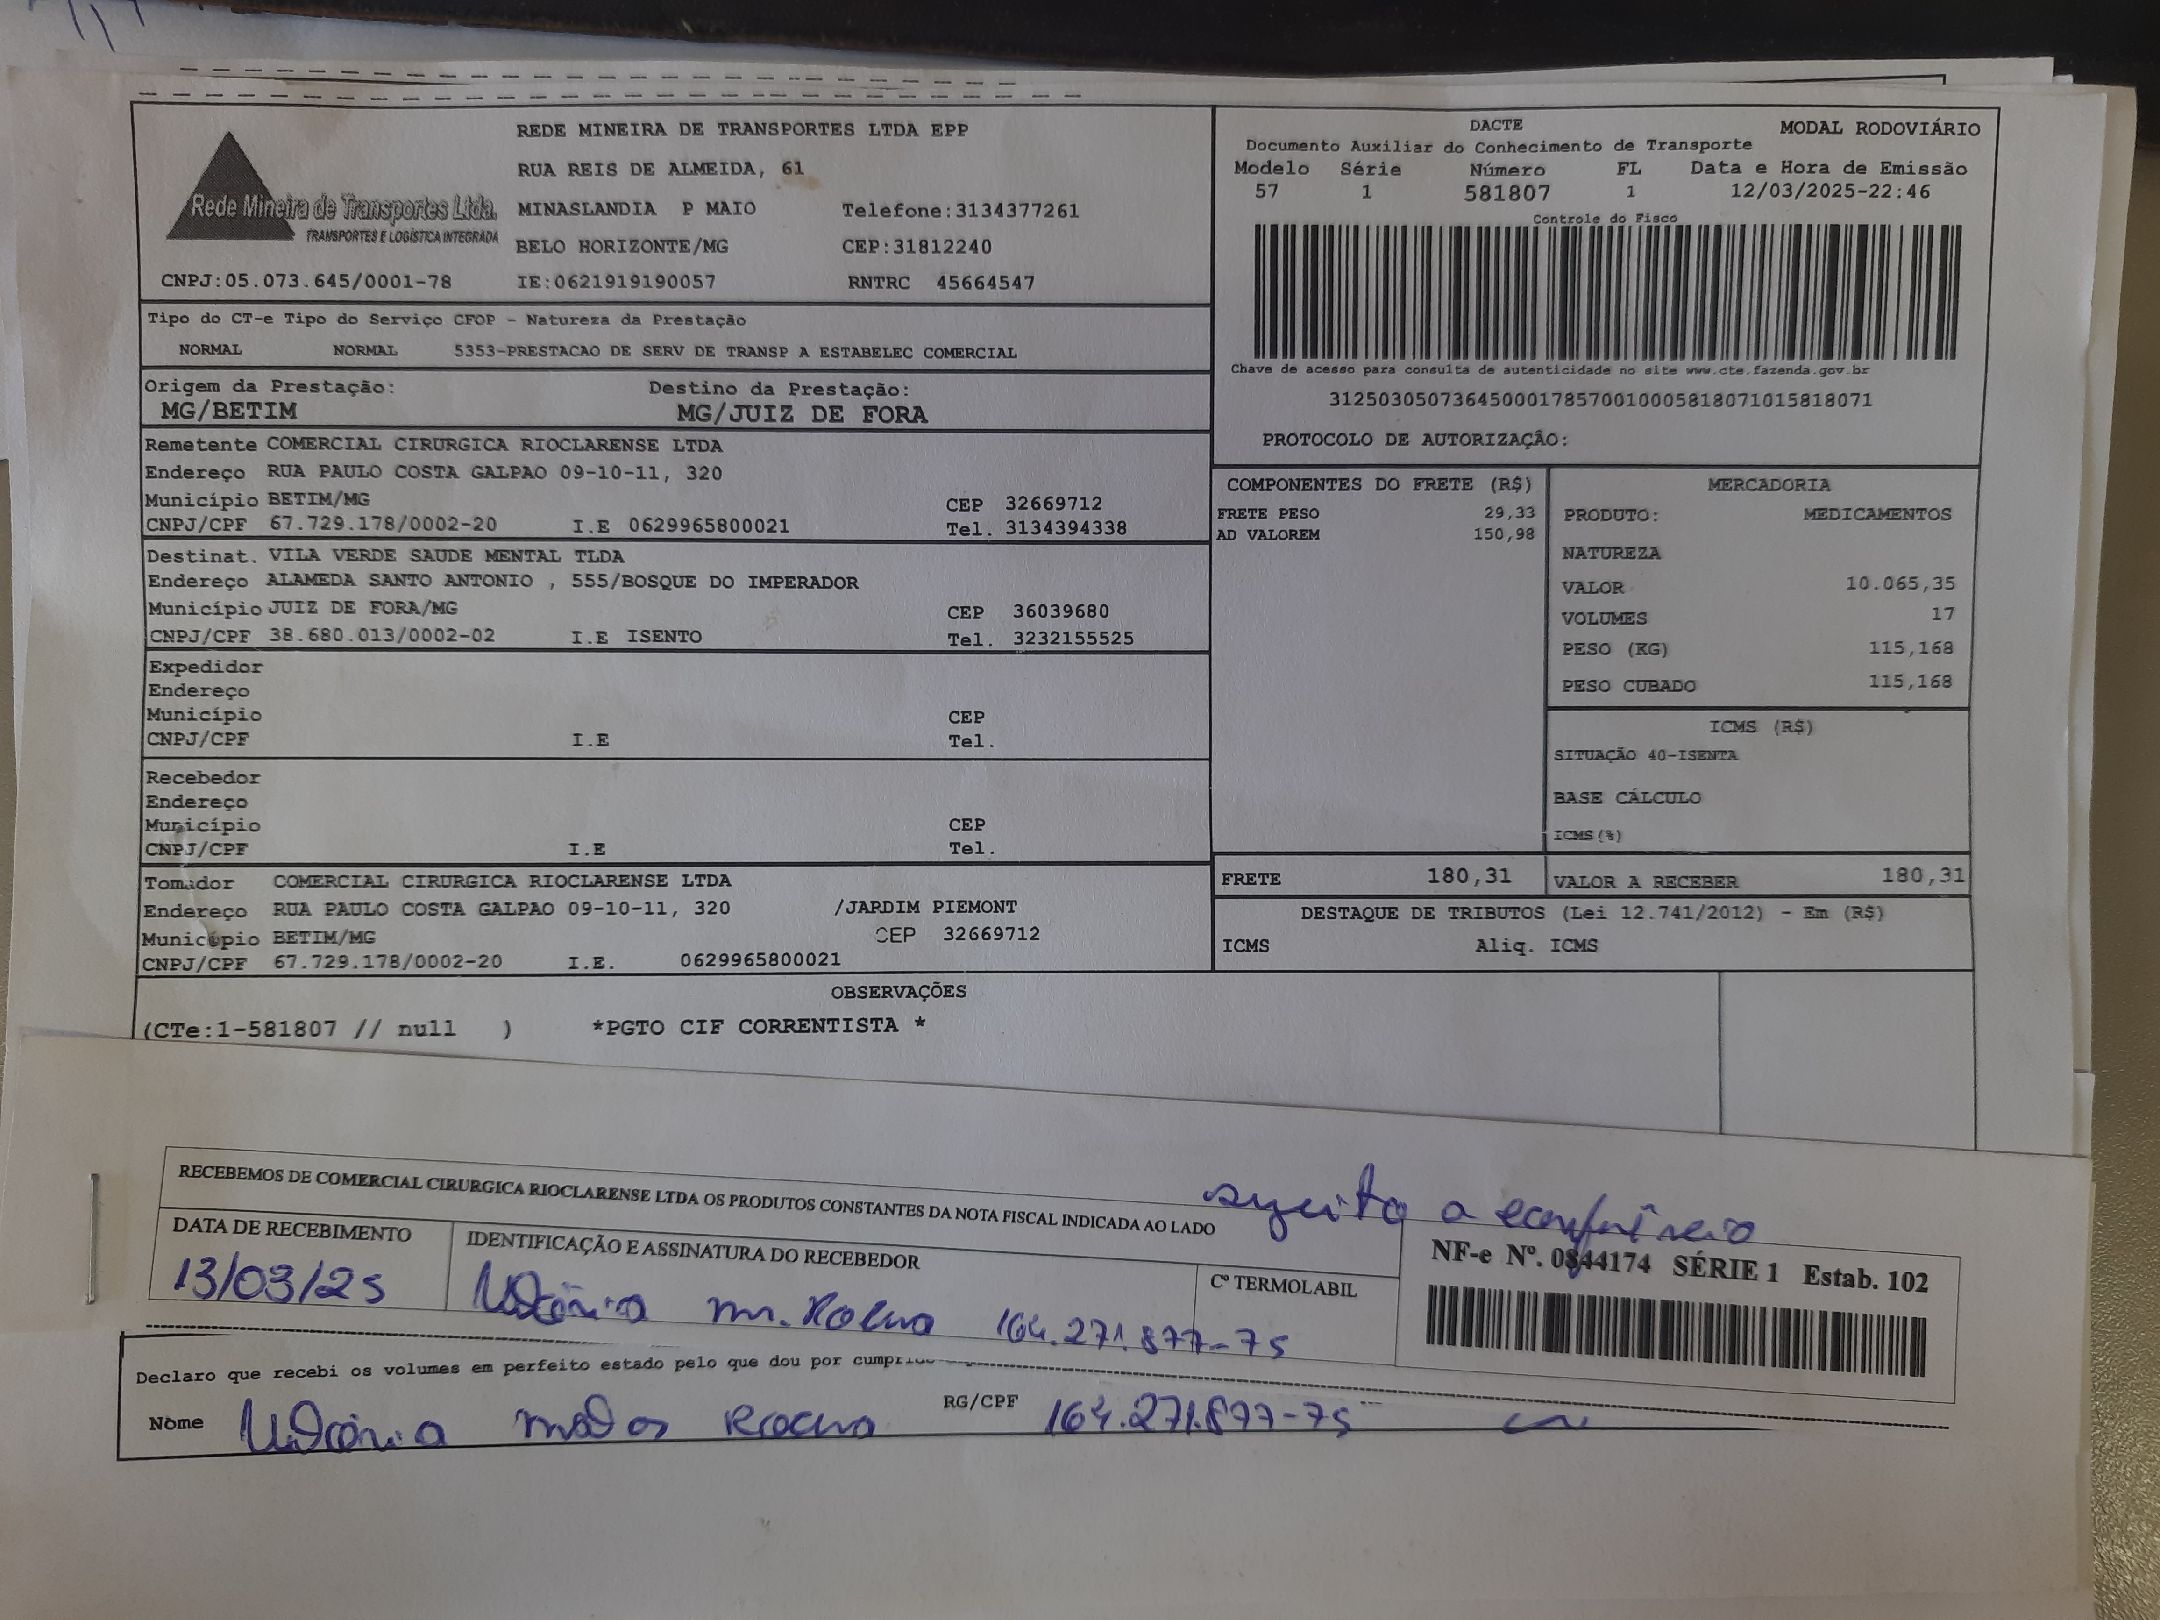 REDE MINEIRA DE TRANSPORTES LTDA EPP
RUA REIS DE ALMEIDA, 61
Rede Mineira de Transportes Ltda.
TRANSPORTES E LOGÍSTICA INTEGRADA
MINASLANDIA P MAIO Telefone:3134377261
BELO HORIZONTE/MG CEP:31812240
CNPJ:05.073.645/0001-78 IE:0621919190057 RNTRC 45664547
DACTE MODAL RODOVIÁRIO
Documento Auxiliar do Conhecimento de Transporte
Modelo Série Número FL Data e Hora de Emissão
57 1 581807 1 12/03/2025-22:46
Controle do Fisco
Chave de acesso para consulta de autenticidade no site www.cte.fazenda.gov.br
31250305073645000178570010005818071015818071
PROTOCOLO DE AUTORIZAÇÃO:
Tipo do CT-e Tipo do Serviço CFOP - Natureza da Prestação
NORMAL NORMAL 5353-PRESTACAO DE SERV DE TRANSP A ESTABELEC COMERCIAL
Origem da Prestação: Destino da Prestação:
MG/BETIM MG/JUIZ DE FORA
Remetente COMERCIAL CIRURGICA RIOCLARENSE LTDA
Endereço RUA PAULO COSTA GALPAO 09-10-11, 320
Município BETIM/MG CEP 32669712
CNPJ/CPF 67.729.178/0002-20 I.E 0629965800021 Tel. 3134394338
Destinat. VILA VERDE SAUDE MENTAL TLDA
Endereço ALAMEDA SANTO ANTONIO , 555/BOSQUE DO IMPERADOR
Município JUIZ DE FORA/MG CEP 36039680
CNPJ/CPF 38.680.013/0002-02 I.E ISENTO Tel. 3232155525
Expedidor
Endereço
Município CEP
CNPJ/CPF I.E Tel.
Recebedor
Endereço
Município CEP
CNPJ/CPF I.E Tel.
Tomador COMERCIAL CIRURGICA RIOCLARENSE LTDA
Endereço RUA PAULO COSTA GALPAO 09-10-11, 320 /JARDIM PIEMONT
Município BETIM/MG CEP 32669712
CNPJ/CPF 67.729.178/0002-20 I.E. 0629965800021
COMPONENTES DO FRETE (R$)
FRETE PESO 29,33
AD VALOREM 150,98
MERCADORIA
PRODUTO: MEDICAMENTOS
NATUREZA
VALOR 10.065,35
VOLUMES 17
PESO (KG) 115,168
PESO CUBADO 115,168
ICMS (R$)
SITUAÇÃO 40-ISENTA
BASE CÁLCULO
ICMS(%)
FRETE 180,31 VALOR A RECEBER 180,31
DESTAQUE DE TRIBUTOS (Lei 12.741/2012) - Em (R$)
ICMS Aliq. ICMS
OBSERVAÇÕES
(CTe:1-581807 // null ) *PGTO CIF CORRENTISTA *
RECEBEMOS DE COMERCIAL CIRURGICA RIOCLARENSE LTDA OS PRODUTOS CONSTANTES DA NOTA FISCAL INDICADA AO LADO
sujeito a conferência
DATA DE RECEBIMENTO IDENTIFICAÇÃO E ASSINATURA DO RECEBEDOR Cº TERMOLABIL
13/03/25 m. Rocha 164.271.877-75
NF-e Nº. 0844174 SÉRIE 1 Estab. 102
Declaro que recebi os volumes em perfeito estado pelo que dou por
Nome Rocha RG/CPF 164.271.877-75